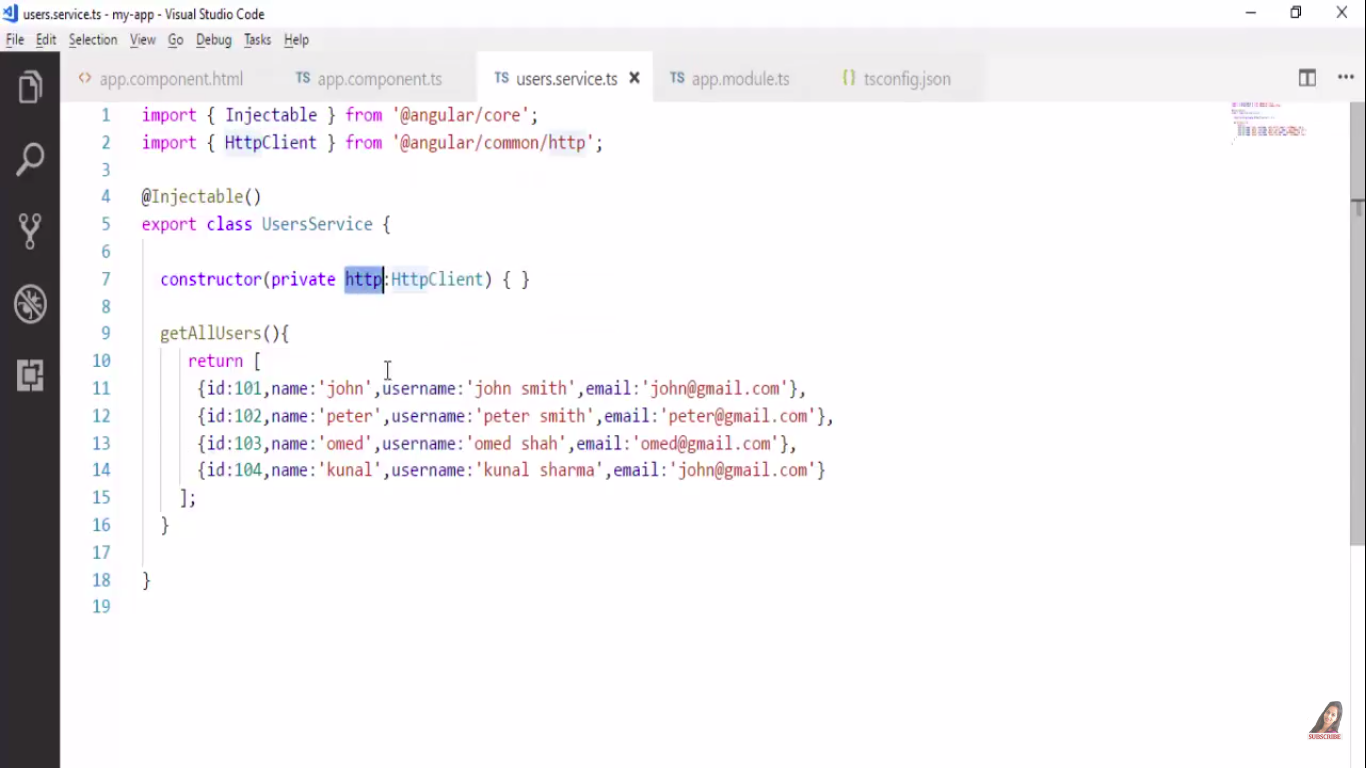 users.service.ts - my-app - Visual Studio Code
File Edit Selection View Go Debug Tasks Help
<> app.component.html TS app.component.ts TS users.service.ts × TS app.module.ts {} tsconfig.json
1 import { Injectable } from '@angular/core';
2 import { HttpClient } from '@angular/common/http';
3
4 @Injectable()
5 export class UsersService {
6
7 constructor(private http:HttpClient) { }
8
9 getAllUsers(){
10 return [
11 {id:101,name:'john',username:'john smith',email:'john@gmail.com'},
12 {id:102,name:'peter',username:'peter smith',email:'peter@gmail.com'},
13 {id:103,name:'omed',username:'omed shah',email:'omed@gmail.com'},
14 {id:104,name:'kunal',username:'kunal sharma',email:'john@gmail.com'}
15 ];
16 }
17
18 }
19
SUBSCRIBE